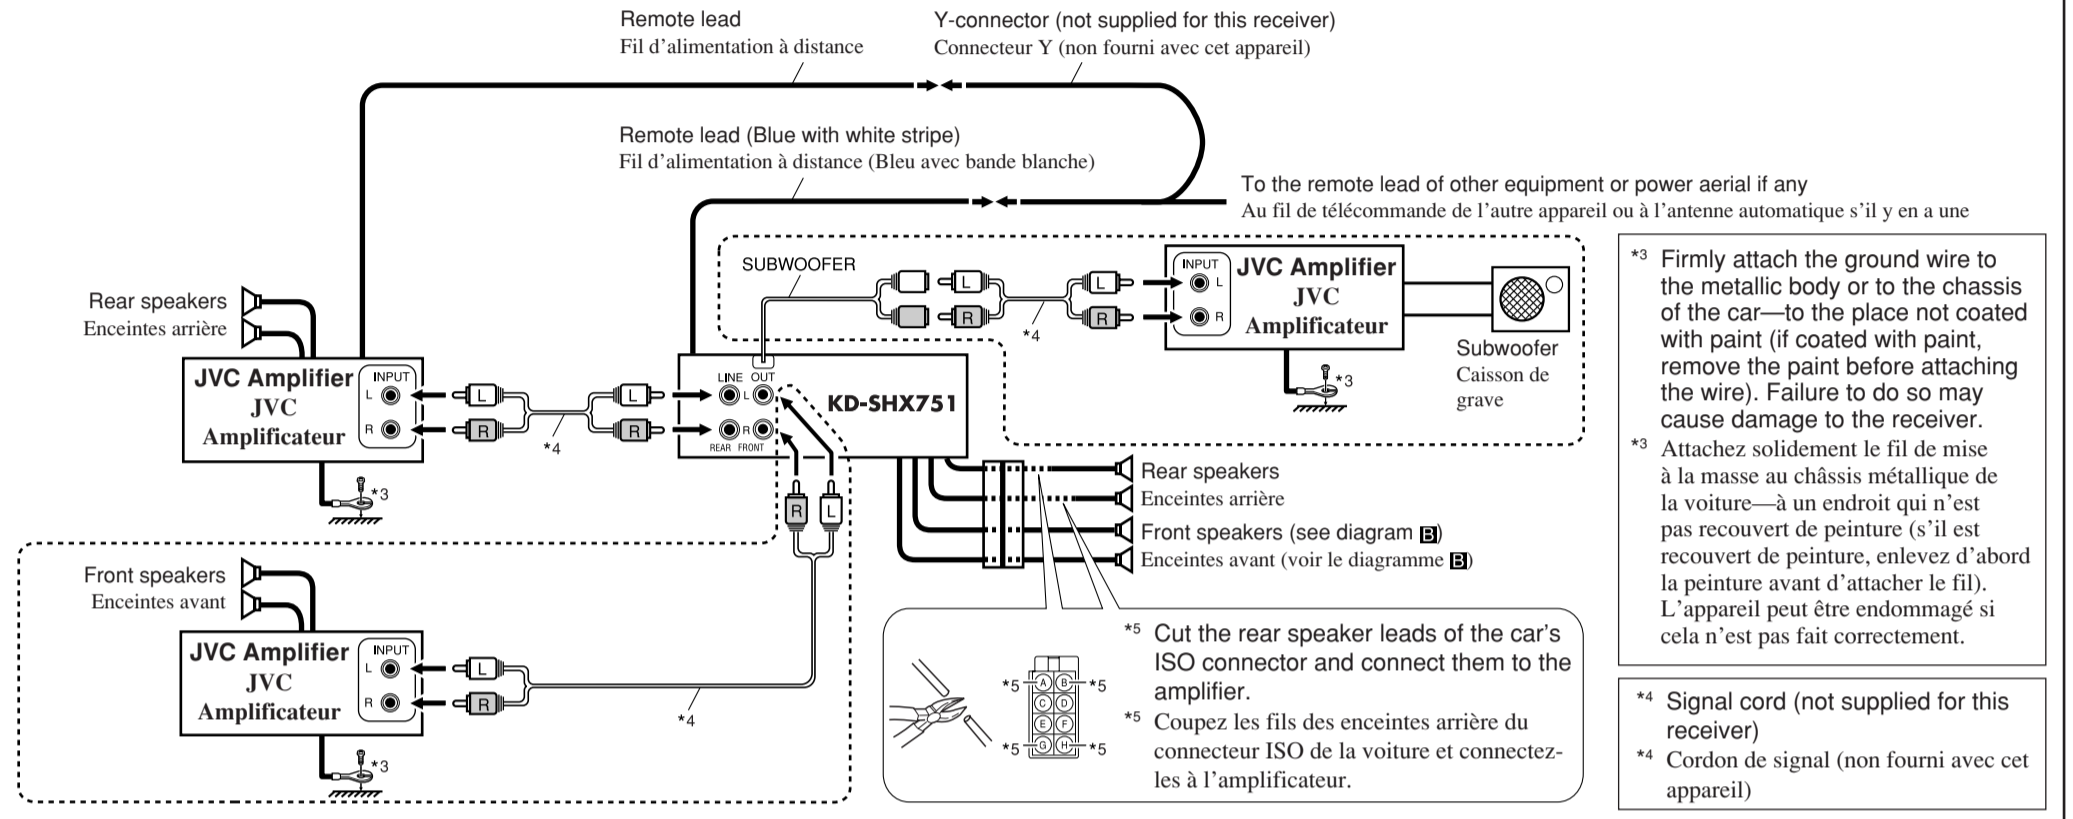 Remote lead
Fil d'alimentation à distance
Y-connector (not supplied for this receiver)
Connecteur Y (non fourni avec cet appareil)
Remote lead (Blue with white stripe)
Fil d'alimentation à distance (Bleu avec bande blanche)
To the remote lead of other equipment or power aerial if any
Au fil de télécommande de l'autre appareil ou à l'antenne automatique s'il y en a une
SUBWOOFER
L
R
*4
L
R
INPUT
L
R
JVC Amplifier
JVC
Amplificateur
*3
Subwoofer
Caisson de
grave
Rear speakers
Enceintes arrière
JVC Amplifier
JVC
Amplificateur
INPUT
L
R
*3
L
R
*4
L
R
LINE OUT
L
R
REAR FRONT
KD-SHX751
R
L
Rear speakers
Enceintes arrière
Front speakers (see diagram B)
Enceintes avant (voir le diagramme B)
Front speakers
Enceintes avant
JVC Amplifier
JVC
Amplificateur
INPUT
L
R
*3
L
R
*4
*5 A B *5
C D
E F
*5 G H *5
*5 Cut the rear speaker leads of the car's
ISO connector and connect them to the
amplifier.
*5 Coupez les fils des enceintes arrière du
connecteur ISO de la voiture et connectez-
les à l'amplificateur.
*3 Firmly attach the ground wire to
the metallic body or to the chassis
of the car—to the place not coated
with paint (if coated with paint,
remove the paint before attaching
the wire). Failure to do so may
cause damage to the receiver.
*3 Attachez solidement le fil de mise
à la masse au châssis métallique de
la voiture—à un endroit qui n'est
pas recouvert de peinture (s'il est
recouvert de peinture, enlevez d'abord
la peinture avant d'attacher le fil).
L'appareil peut être endommagé si
cela n'est pas fait correctement.
*4 Signal cord (not supplied for this
receiver)
*4 Cordon de signal (non fourni avec cet
appareil)